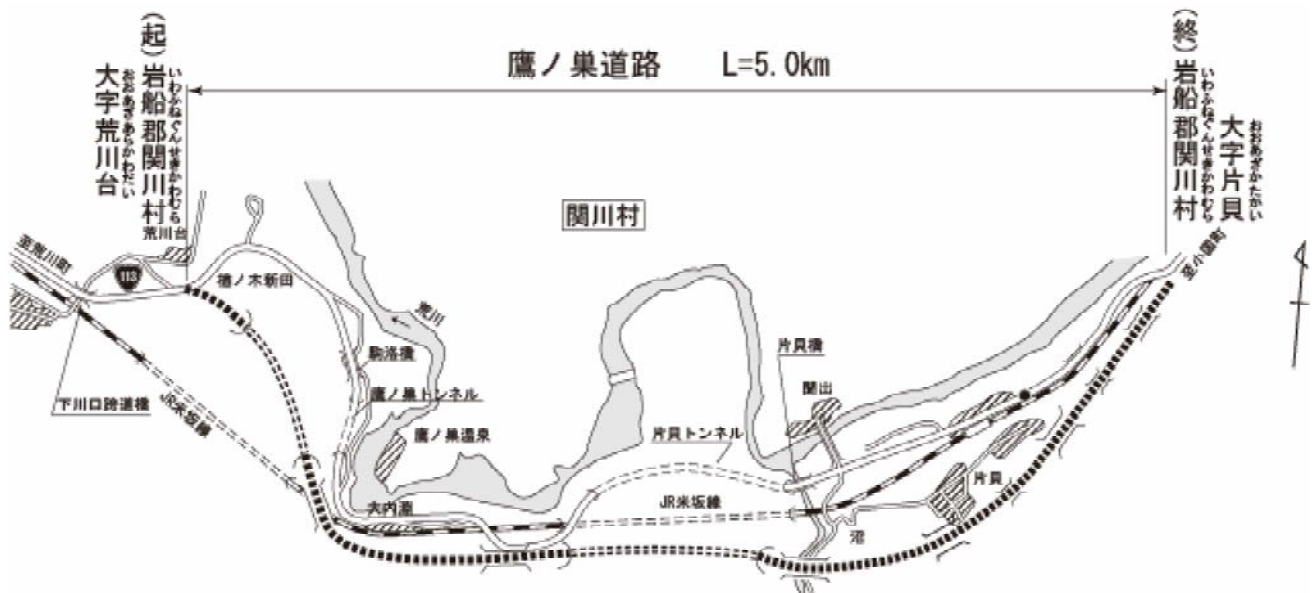 鷹ノ巣道路 L=5.0km
(起)岩船郡関川村
いわふねぐんせきかわむら
大字荒川台
おおあざあらかわだい
(終)岩船郡関川村
いわふねぐんせきかわむら
大字片貝
おおあざかたかい
関川村
荒川台
至荒川町
113
楢ノ木新田
荒川
至小国町
駒洛橋
鷹ノ巣トンネル
鷹ノ巣温泉
下川口跨道橋
JR米坂線
大内淵
片貝橋
関出
片貝トンネル
JR米坂線
片貝
沼